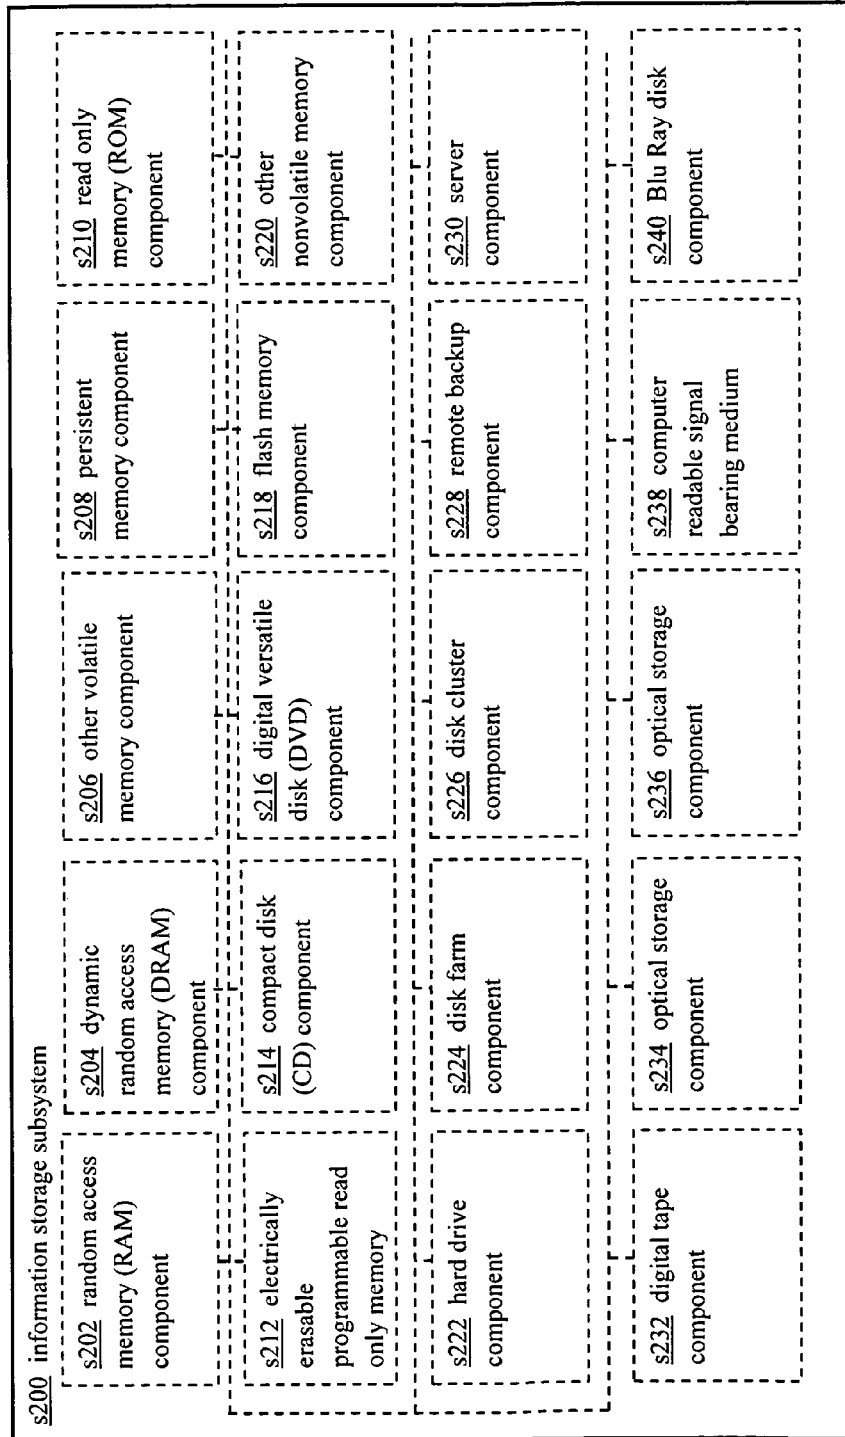 s200 information storage subsystem
s202 random access
memory (RAM)
component
s204 dynamic
random access
memory (DRAM)
component
s206 other volatile
memory component
s208 persistent
memory component
s210 read only
memory (ROM)
component
s212 electrically
erasable
programmable read
only memory
s214 compact disk
(CD) component
s216 digital versatile
disk (DVD)
component
s218 flash memory
component
s220 other
nonvolatile memory
component
s222 hard drive
component
s224 disk farm
component
s226 disk cluster
component
s228 remote backup
component
s230 server
component
s232 digital tape
component
s234 optical storage
component
s236 optical storage
component
s238 computer
readable signal
bearing medium
s240 Blu Ray disk
component